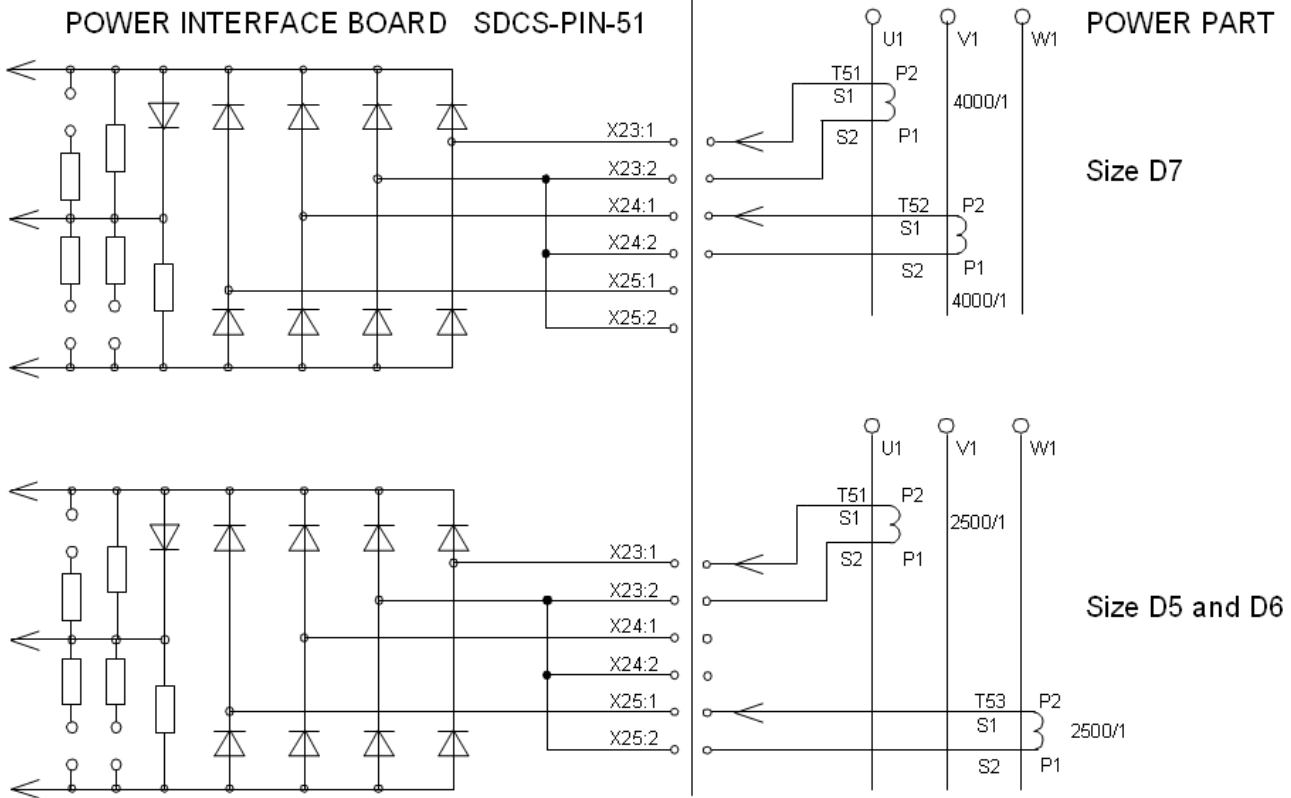 POWER INTERFACE BOARD SDCS-PIN-51
POWER PART
U1
V1
W1
T51
P2
S1
4000/1
S2
P1
X23:1
X23:2
Size D7
X24:1
T52
P2
S1
X24:2
S2
P1
X25:1
4000/1
X25:2
U1
V1
W1
T51
P2
S1
2500/1
S2
P1
X23:1
X23:2
Size D5 and D6
X24:1
X24:2
X25:1
T53
P2
S1
2500/1
X25:2
S2
P1